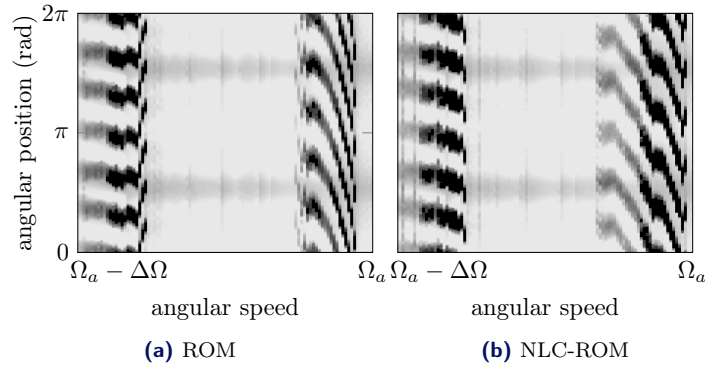 2π
π
0
angular position (rad)
Ω_a − ΔΩ
Ω_a
angular speed
(a) ROM
Ω_a − ΔΩ
Ω_a
angular speed
(b) NLC-ROM